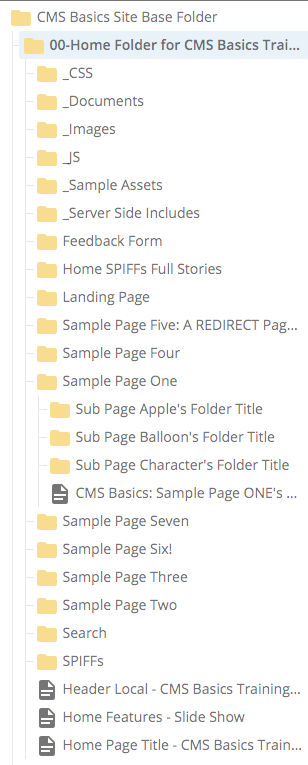 CMS Basics Site Base Folder
00-Home Folder for CMS Basics Trai...
_CSS
_Documents
_Images
_JS
_Sample Assets
_Server Side Includes
Feedback Form
Home SPIFFs Full Stories
Landing Page
Sample Page Five: A REDIRECT Pag...
Sample Page Four
Sample Page One
Sub Page Apple's Folder Title
Sub Page Balloon's Folder Title
Sub Page Character's Folder Title
CMS Basics: Sample Page ONE's ...
Sample Page Seven
Sample Page Six!
Sample Page Three
Sample Page Two
Search
SPIFFs
Header Local - CMS Basics Training...
Home Features - Slide Show
Home Page Title - CMS Basics Train...